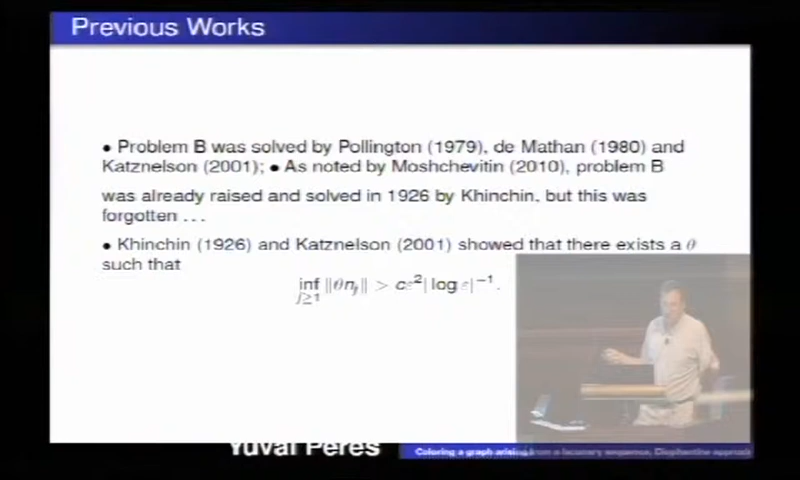 Previous Works
• Problem B was solved by Pollington (1979), de Mathan (1980) and
Katznelson (2001); • As noted by Moshchevitin (2010), problem B
was already raised and solved in 1926 by Khinchin, but this was
forgotten ...
• Khinchin (1926) and Katznelson (2001) showed that there exists a θ
such that
inf ‖θnⱼ‖ > cε²|log ε|⁻¹.
j≥1
Yuval Peres
Coloring a graph arising from a lacunary sequence, Diophantine approxi